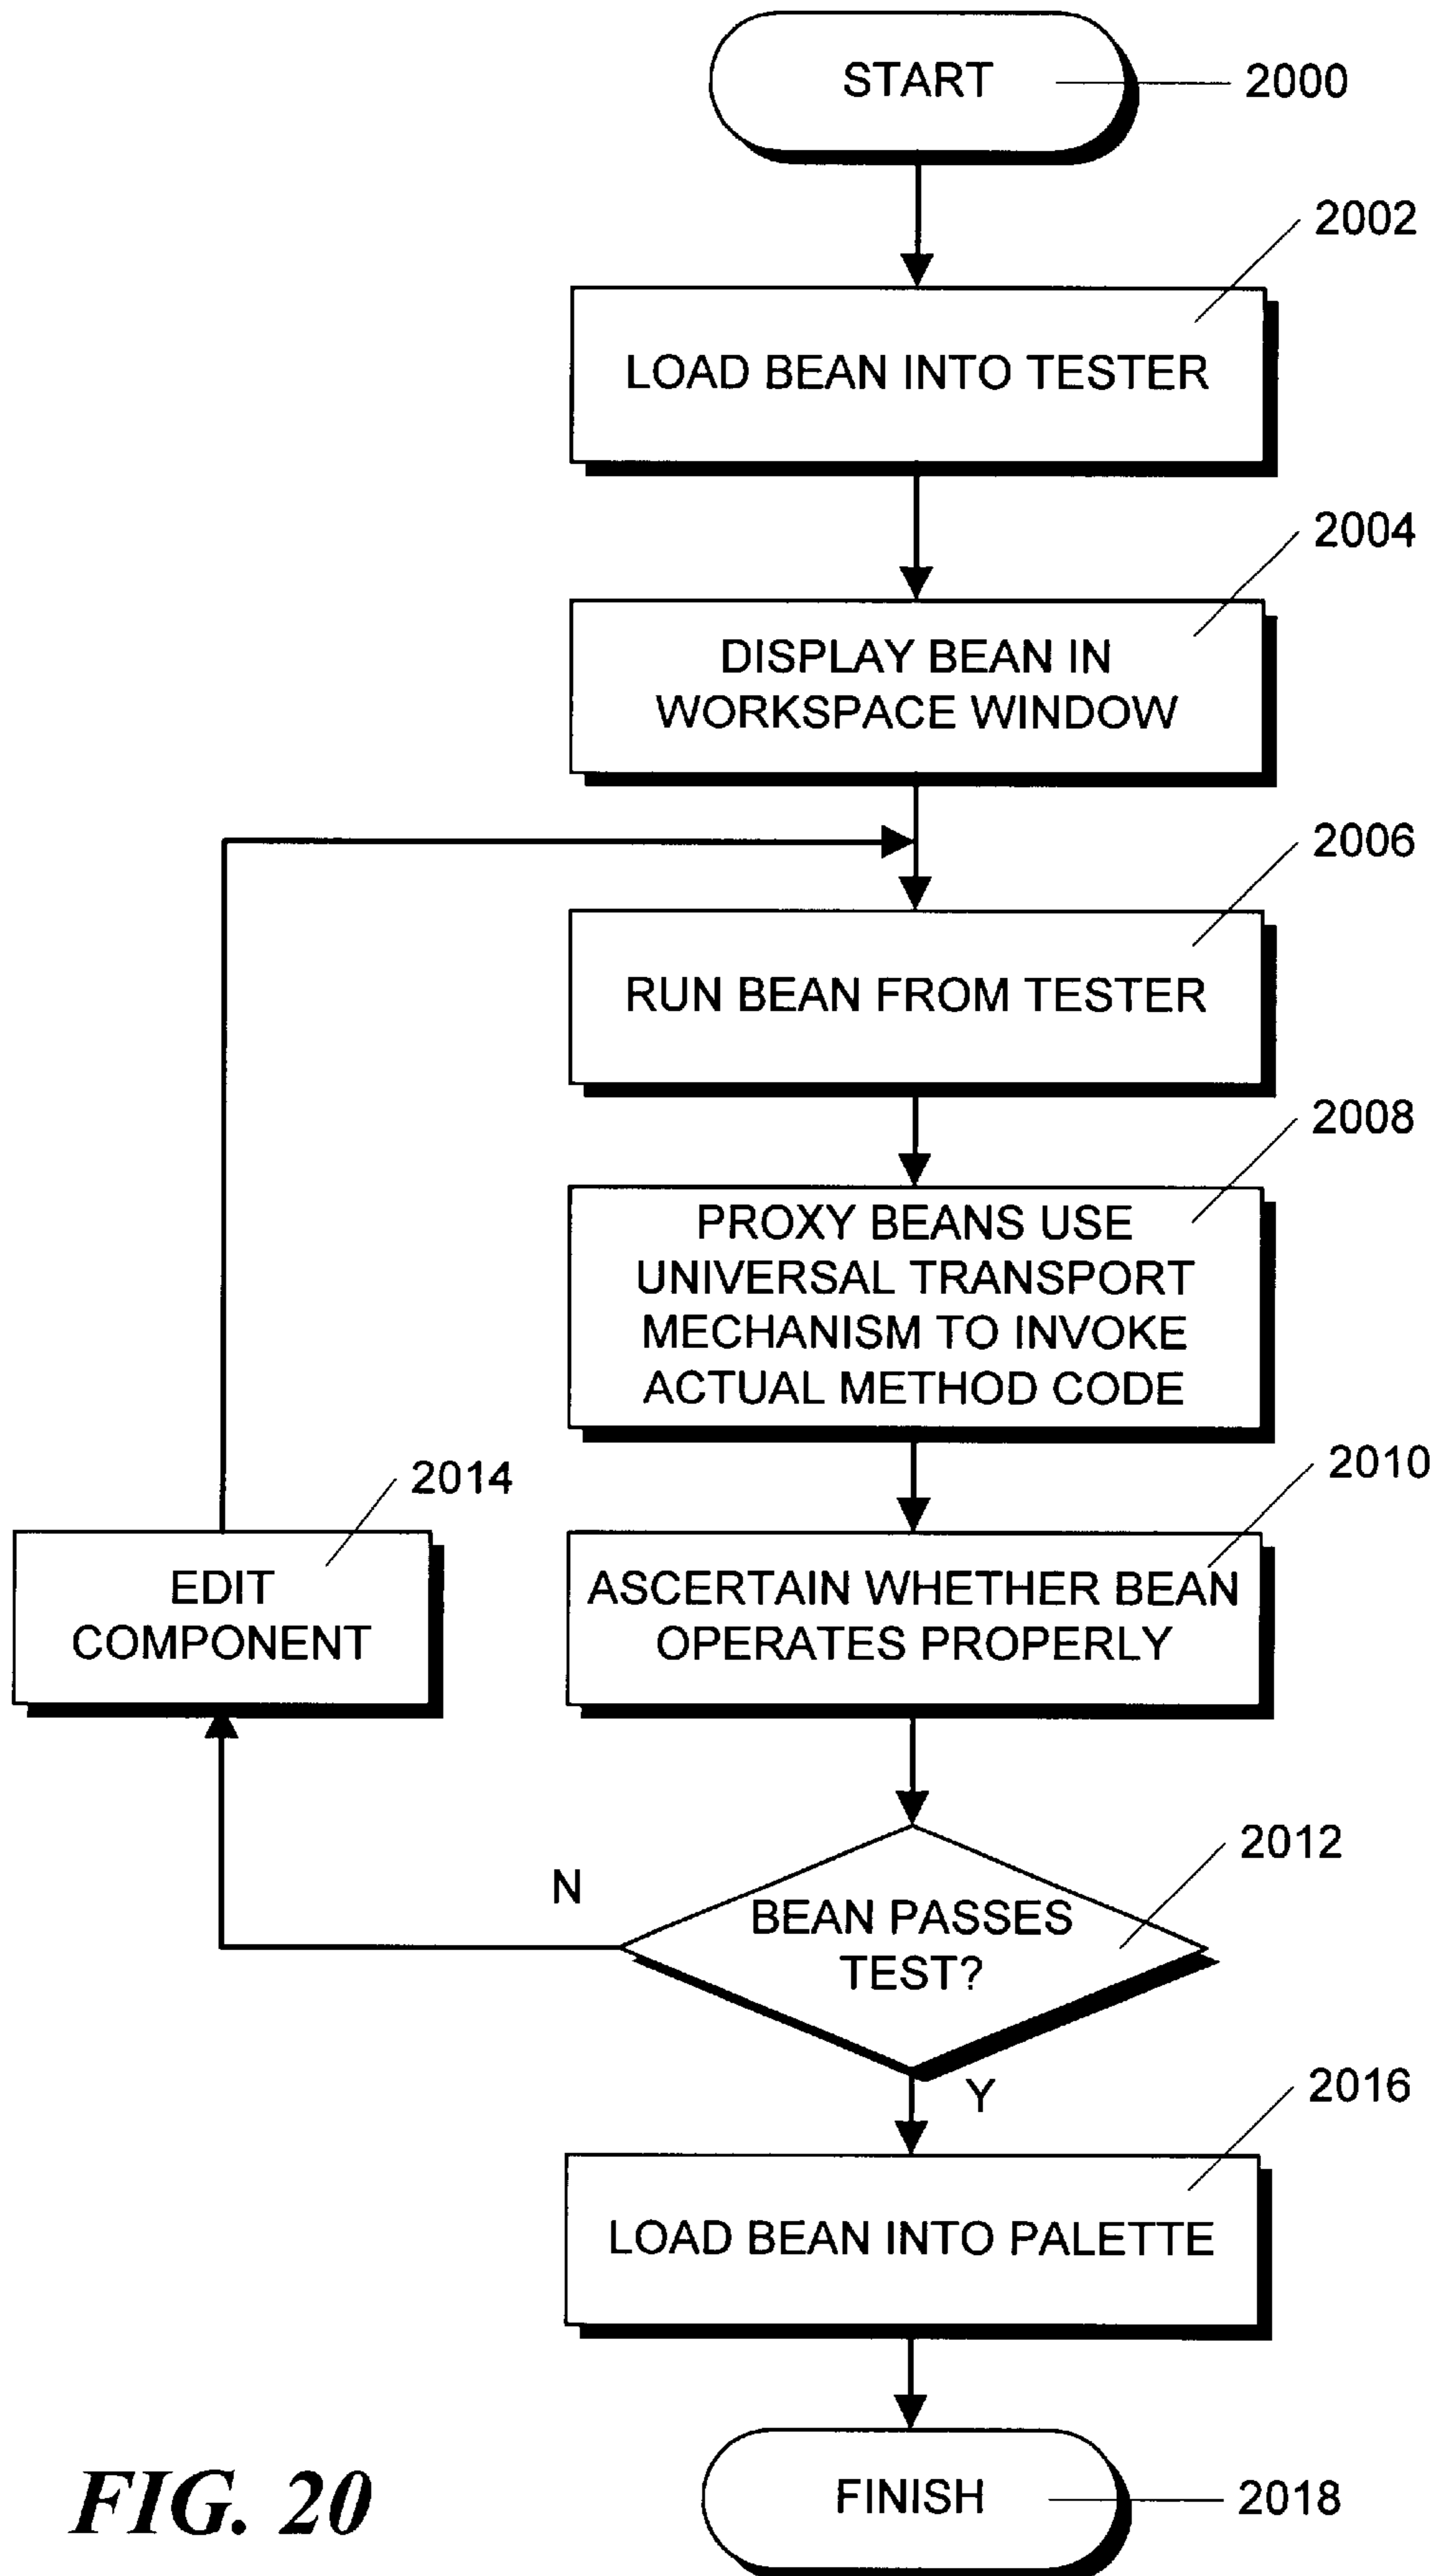 START
2000
2002
LOAD BEAN INTO TESTER
2004
DISPLAY BEAN IN
WORKSPACE WINDOW
2006
RUN BEAN FROM TESTER
2008
PROXY BEANS USE
UNIVERSAL TRANSPORT
MECHANISM TO INVOKE
ACTUAL METHOD CODE
2010
2014
EDIT
COMPONENT
ASCERTAIN WHETHER BEAN
OPERATES PROPERLY
2012
N
BEAN PASSES
TEST?
Y
2016
LOAD BEAN INTO PALETTE
FINISH
2018
FIG. 20